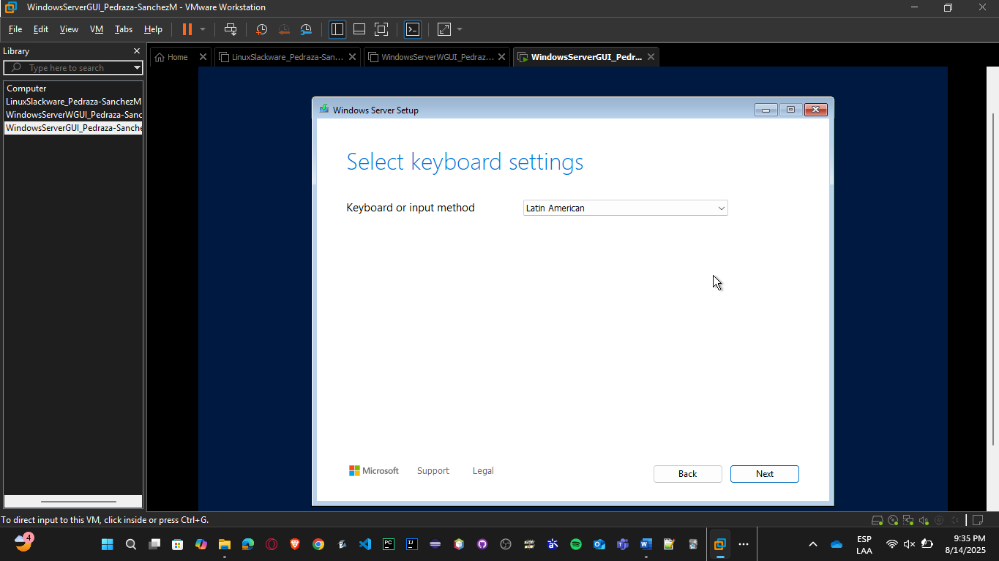 WindowsServerGUI_Pedraza-SanchezM - VMware Workstation
File Edit View VM Tabs Help
Library
Type here to search
Computer
LinuxSlackware_Pedraza-SanchezM
WindowsServerWGUI_Pedraza-Sanc
WindowsServerGUI_Pedraza-Sanche
Home
LinuxSlackware_Pedraza-San...
WindowsServerWGUI_Pedraz...
WindowsServerGUI_Pedr...
Windows Server Setup
Select keyboard settings
Keyboard or input method
Latin American
Microsoft
Support
Legal
Back
Next
To direct input to this VM, click inside or press Ctrl+G.
4
PC
IJ
ESP
LAA
9:35 PM
8/14/2025